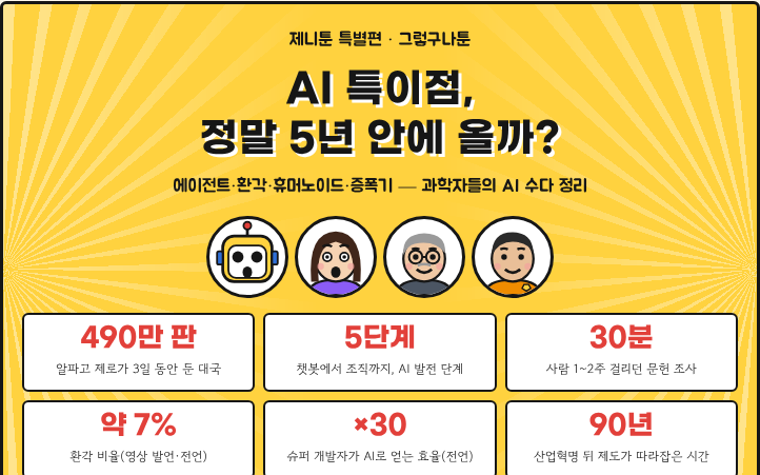 제니툰 특별편 · 그렇구나툰
AI 특이점,
정말 5년 안에 올까?
에이전트·환각·휴머노이드·증폭기 — 과학자들의 AI 수다 정리
490만 판
알파고 제로가 3일 동안 둔 대국
5단계
챗봇에서 조직까지, AI 발전 단계
30분
사람 1~2주 걸리던 문헌 조사
약 7%
환각 비율(영상 발언·전언)
×30
슈퍼 개발자가 AI로 얻는 효율(전언)
90년
산업혁명 뒤 제도가 따라잡은 시간